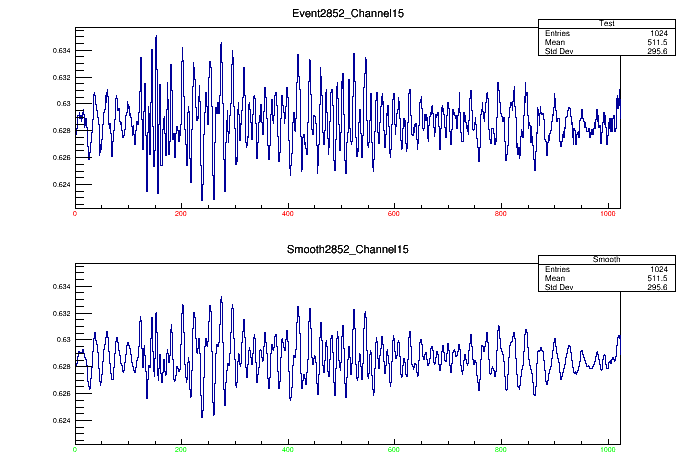 Event2852_Channel15
Test
Entries 1024
Mean 511.5
Std Dev 295.6
0.634
0.632
0.63
0.628
0.626
0.624
0 200 400 600 800 1000
Smooth2852_Channel15
Smooth
Entries 1024
Mean 511.5
Std Dev 295.6
0.634
0.632
0.63
0.628
0.626
0.624
0 200 400 600 800 1000